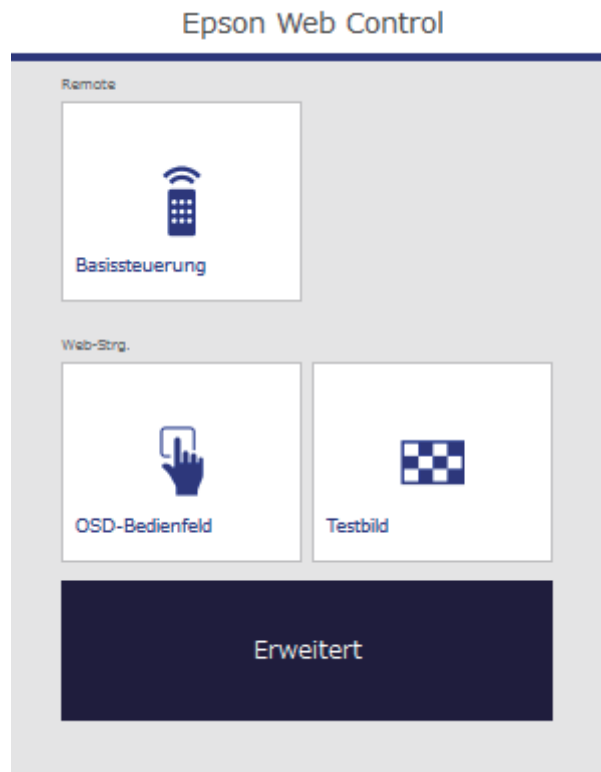 Epson Web Control
Remote
Basissteuerung
Web-Strg.
OSD-Bedienfeld
Testbild
Erweitert